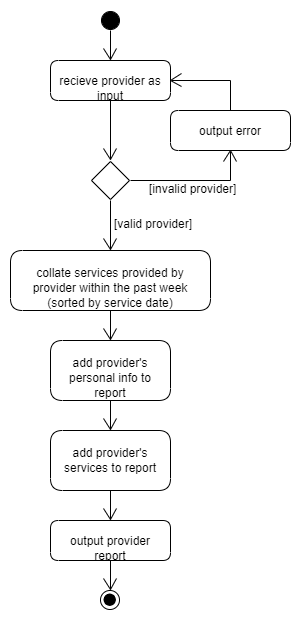 recieve provider as
input
output error
[invalid provider]
[valid provider]
collate services provided by
provider within the past week
(sorted by service date)
add provider's
personal info to
report
add provider's
services to report
output provider
report